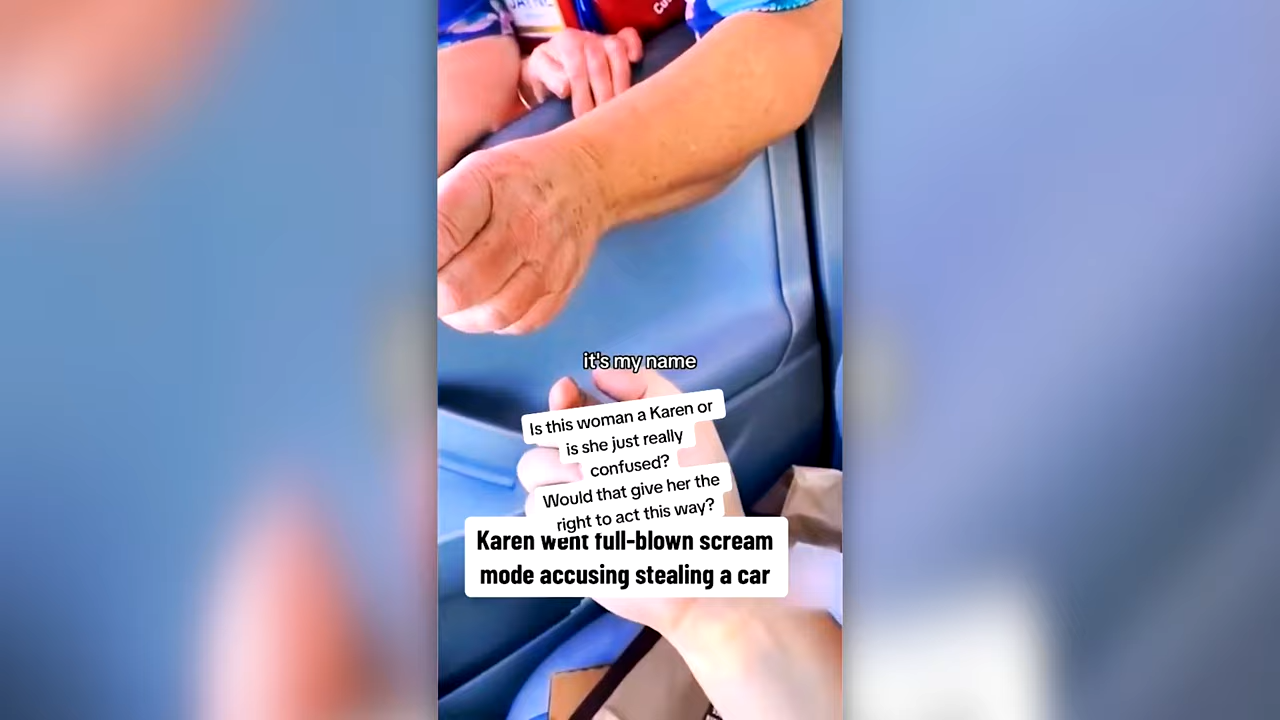 it's my name
Is this woman a Karen or
is she just really
confused?
Would that give her the
right to act this way?
Karen went full-blown scream
mode accusing stealing a car